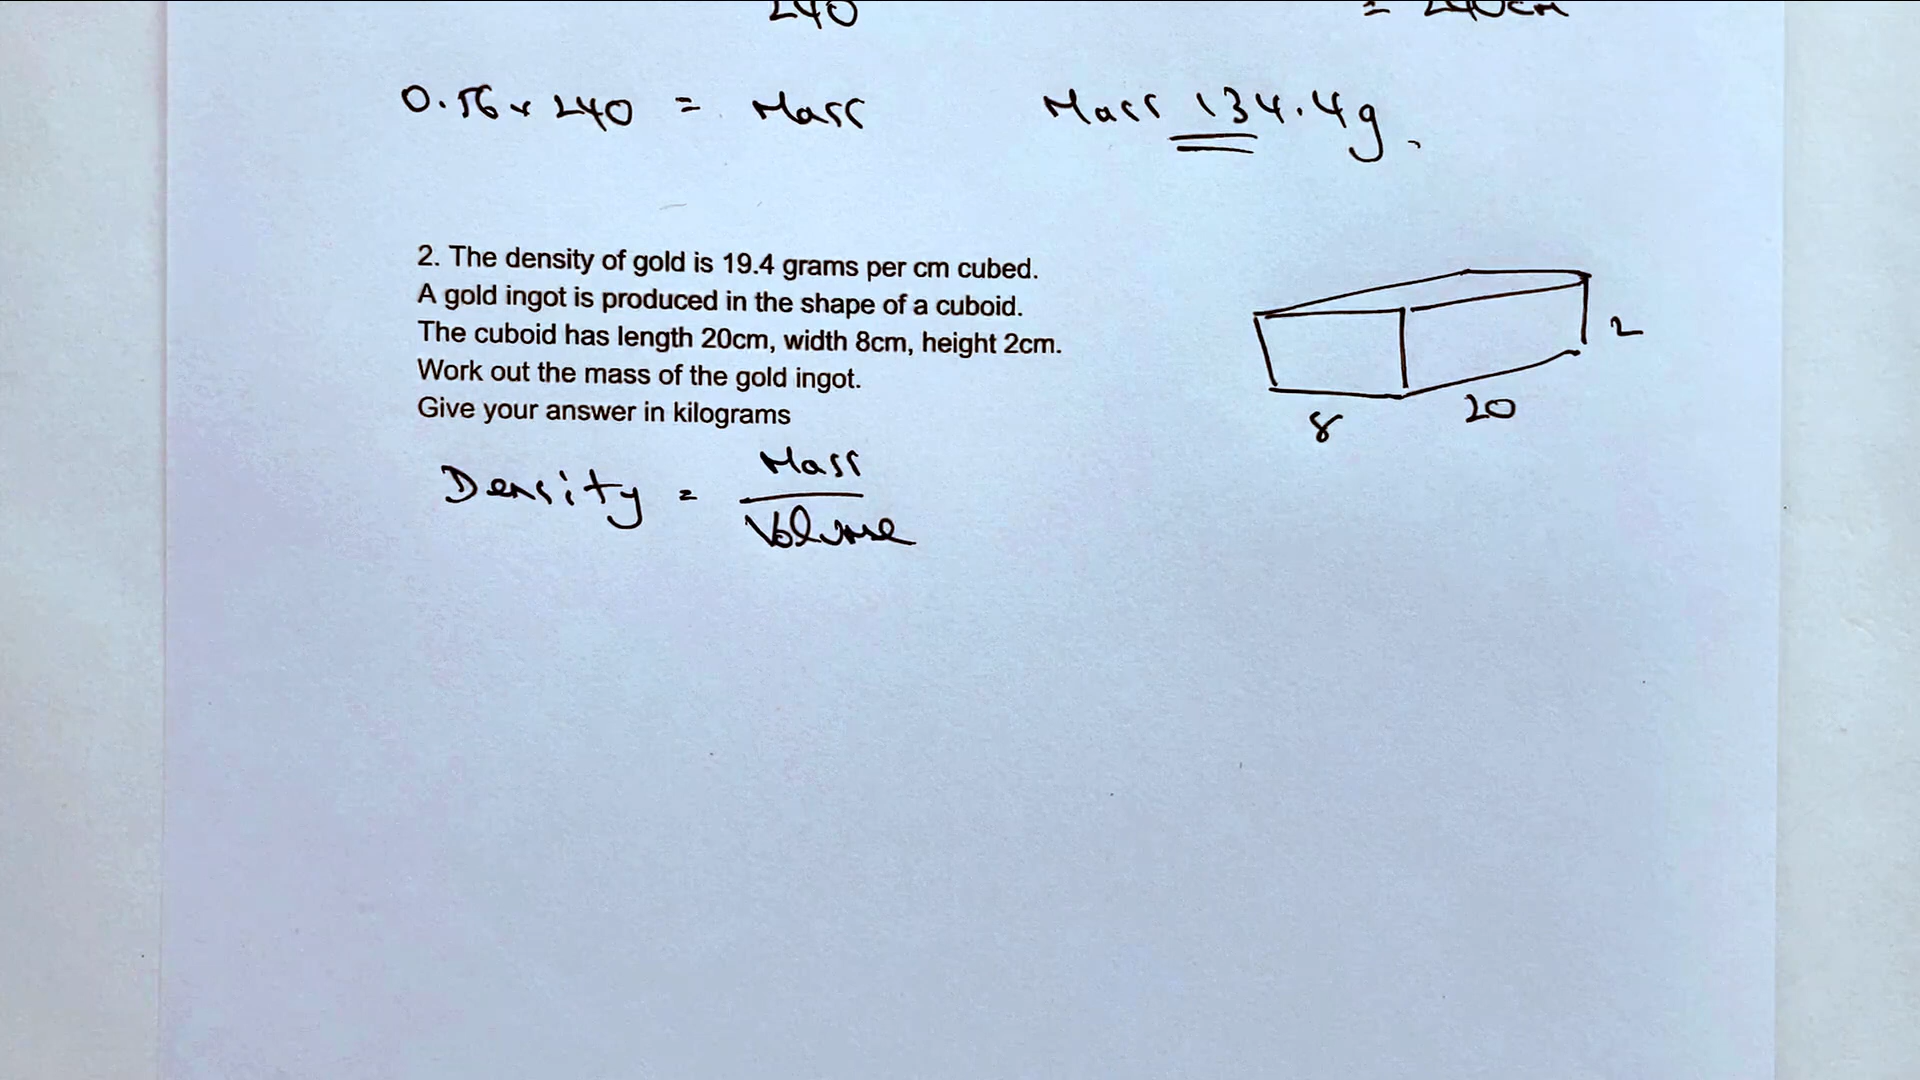 240
= 240cm
0.56 x 240 = Mass
Mass 134.4g.
2. The density of gold is 19.4 grams per cm cubed.
A gold ingot is produced in the shape of a cuboid.
The cuboid has length 20cm, width 8cm, height 2cm.
Work out the mass of the gold ingot.
Give your answer in kilograms
2
8
20
Density = Mass
Volume